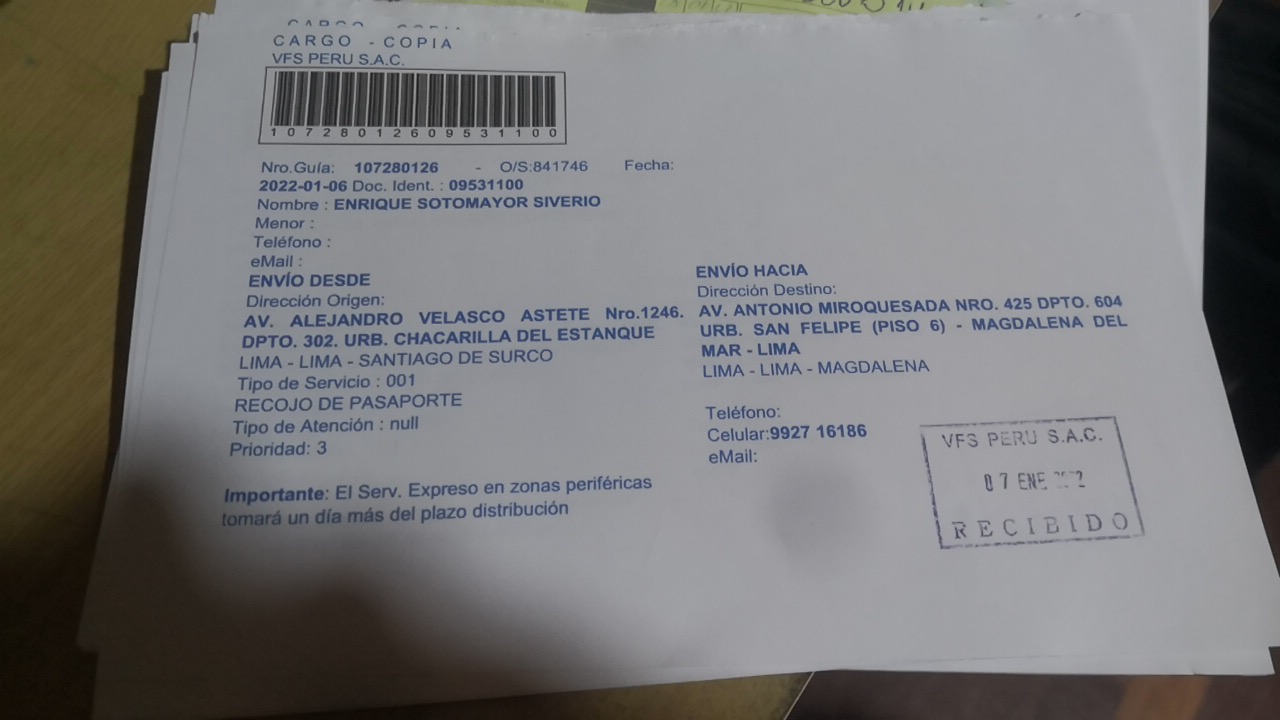 CARGO - COPIA
CARGO - COPIA
VFS PERU S.A.C.
10728012609531100
Nro.Guía: 107280126 - O/S:841746 Fecha:
2022-01-06 Doc. Ident. : 09531100
Nombre : ENRIQUE SOTOMAYOR SIVERIO
Menor :
Teléfono :
eMail :
ENVÍO DESDE
Dirección Origen:
AV. ALEJANDRO VELASCO ASTETE Nro.1246.
DPTO. 302. URB. CHACARILLA DEL ESTANQUE
LIMA - LIMA - SANTIAGO DE SURCO
Tipo de Servicio : 001
RECOJO DE PASAPORTE
Tipo de Atención : null
Prioridad: 3
Importante: El Serv. Expreso en zonas periféricas
tomará un día más del plazo distribución
ENVÍO HACIA
Dirección Destino:
AV. ANTONIO MIROQUESADA NRO. 425 DPTO. 604
URB. SAN FELIPE (PISO 6) - MAGDALENA DEL
MAR - LIMA
LIMA - LIMA - MAGDALENA
Teléfono:
Celular:9927 16186
eMail:
VFS PERU S.A.C.
07 ENE
RECIBIDO